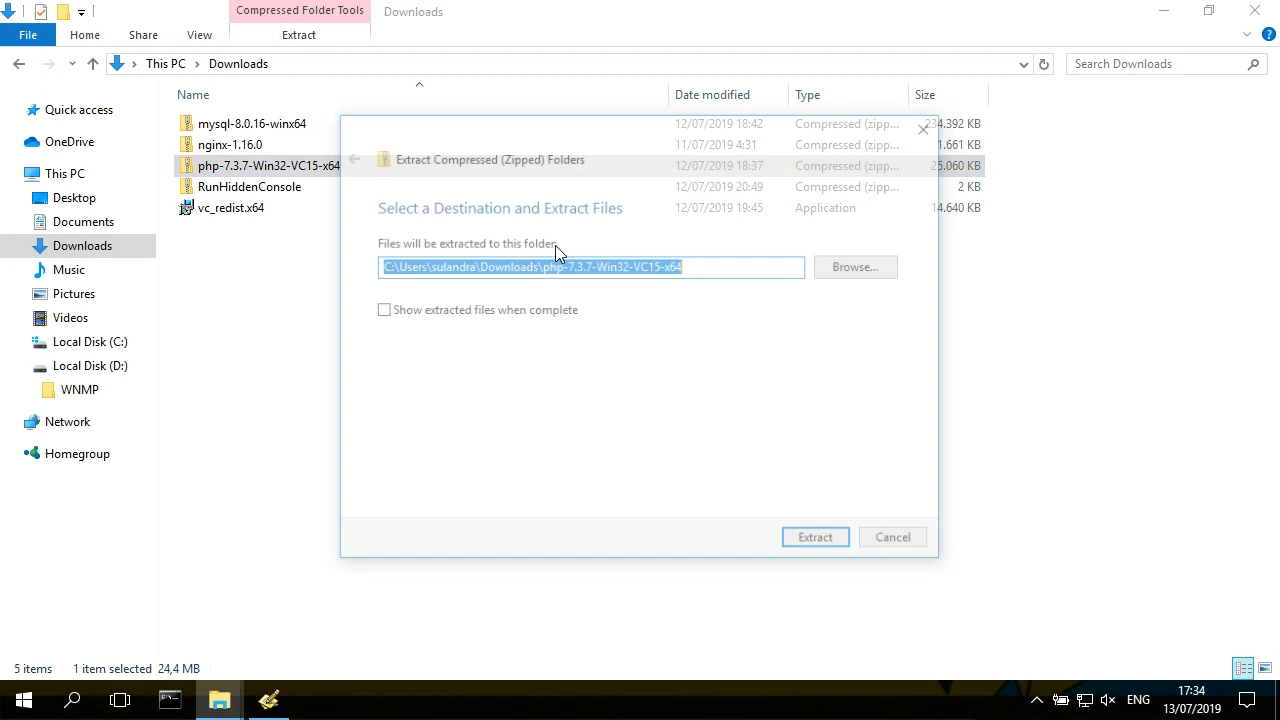 Compressed Folder Tools
Downloads
File
Home
Share
View
Extract
This PC
Downloads
Search Downloads
Name
Date modified
Type
Size
Quick access
OneDrive
This PC
Desktop
Documents
Downloads
Music
Pictures
Videos
Local Disk (C:)
Local Disk (D:)
WNMP
Network
Homegroup
mysql-8.0.16-winx64
12/07/2019 18:42
Compressed (zipp...
234.392 KB
nginx-1.16.0
11/07/2019 4:31
Compressed (zipp...
1.661 KB
php-7.3.7-Win32-VC15-x64
12/07/2019 18:37
Compressed (zipp...
25.060 KB
RunHiddenConsole
12/07/2019 20:49
Compressed (zipp...
2 KB
vc_redist.x64
12/07/2019 19:45
Application
14.640 KB
Extract Compressed (Zipped) Folders
Select a Destination and Extract Files
Files will be extracted to this folder:
C:\Users\sulandra\Downloads\php-7.3.7-Win32-VC15-x64
Browse...
Show extracted files when complete
Extract
Cancel
5 items
1 item selected
24,4 MB
ENG
17:34
13/07/2019